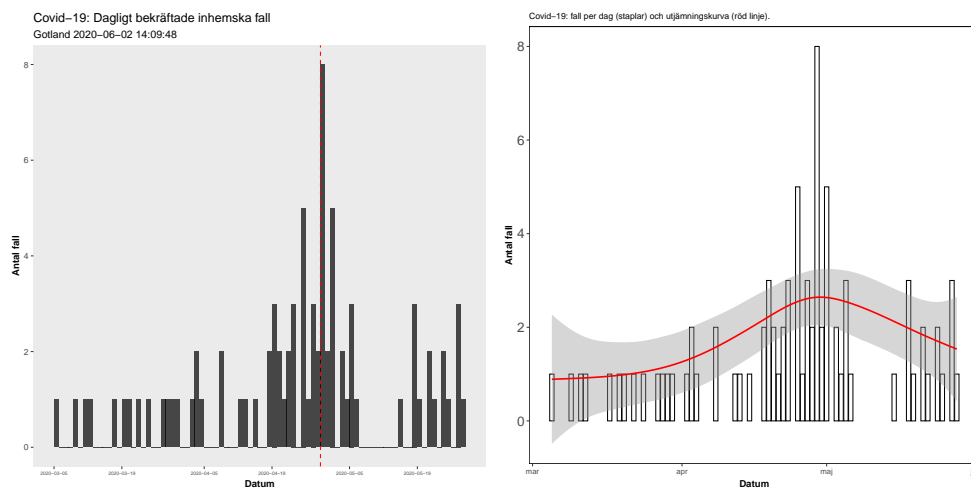 Covid−19: Dagligt bekräftade inhemska fall
Gotland 2020−06−02 14:09:48
8
6
4
2
0
Antal fall
2020−03−05 2020−03−19 2020−04−05 2020−04−19 2020−05−05 2020−05−19
Datum
Covid−19: fall per dag (staplar) och utjämningskurva (röd linje).
8
6
4
2
0
Antal fall
mar apr maj
Datum